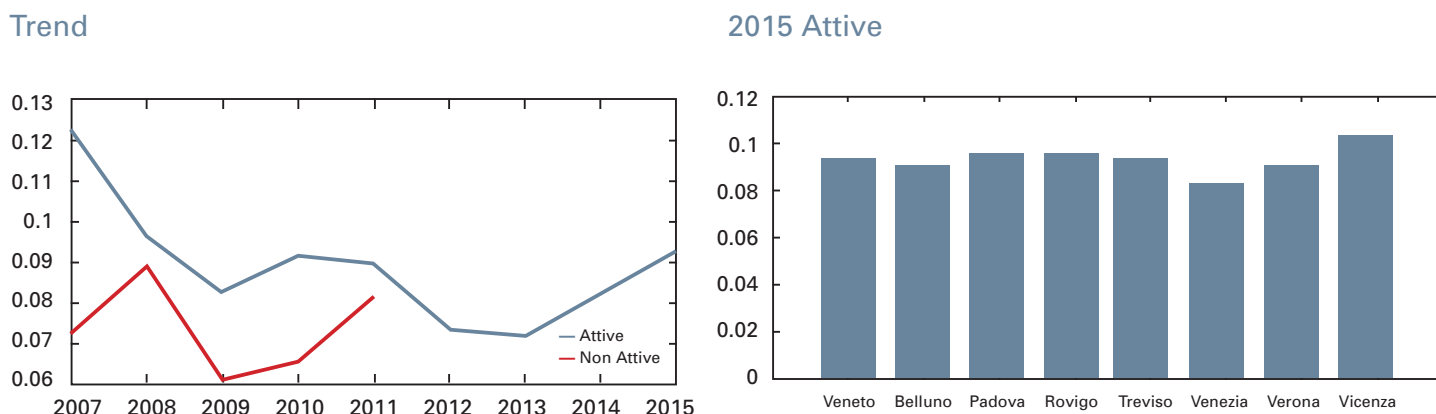 Trend
0.13
0.12
0.11
0.1
0.09
0.08
0.07
0.06
Attive
Non Attive
2007 2008 2009 2010 2011 2012 2013 2014 2015
2015 Attive
0.12
0.1
0.08
0.06
0.04
0.02
0
Veneto Belluno Padova Rovigo Treviso Venezia Verona Vicenza